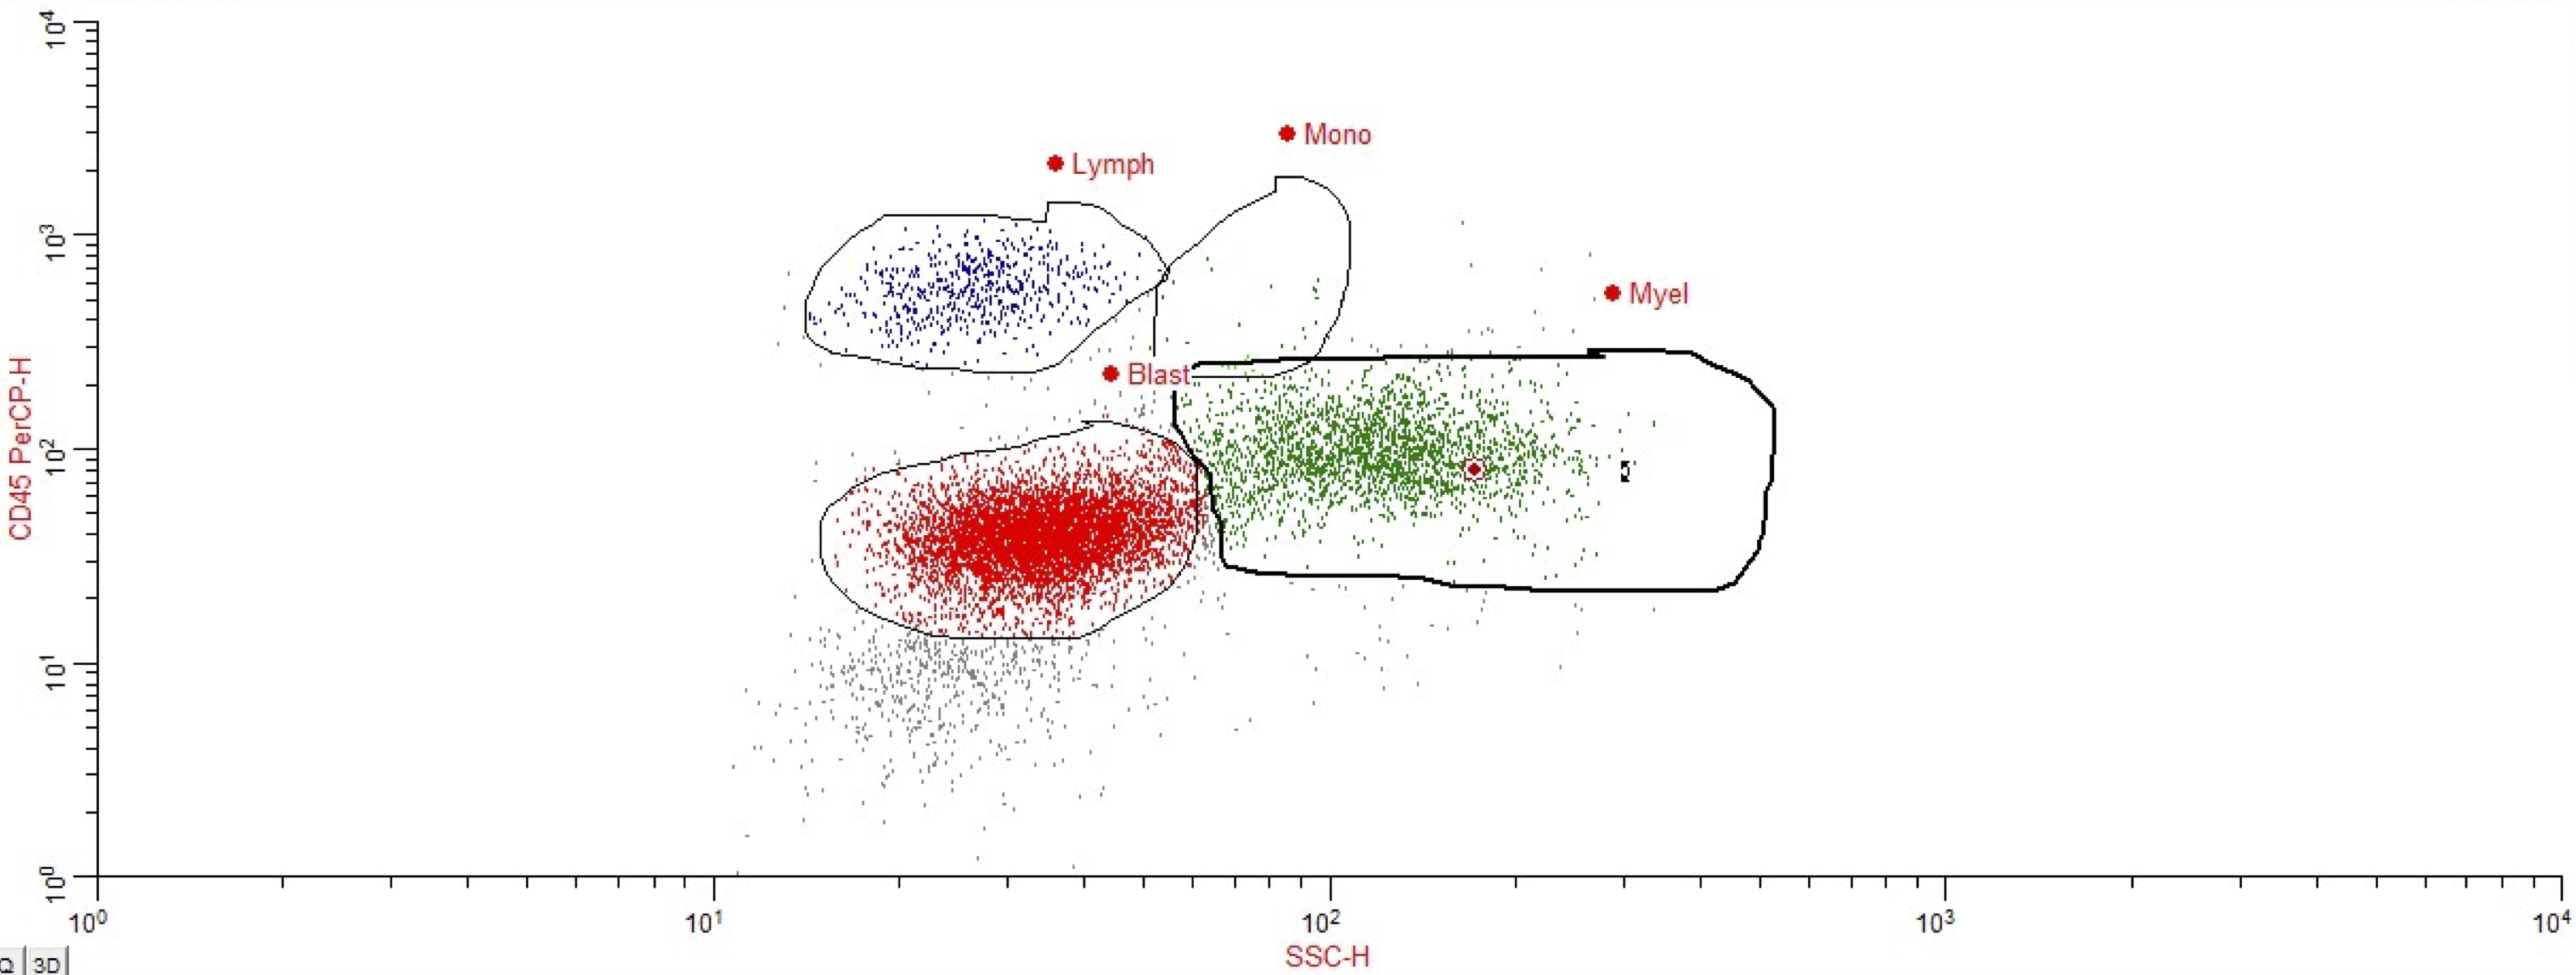 10⁴
Mono
Lymph
10³
Myel
Blast
CD45 PerCP-H
10²
10¹
10⁰
10⁰ 10¹ 10² 10³ 10⁴
SSC-H
Q 3D